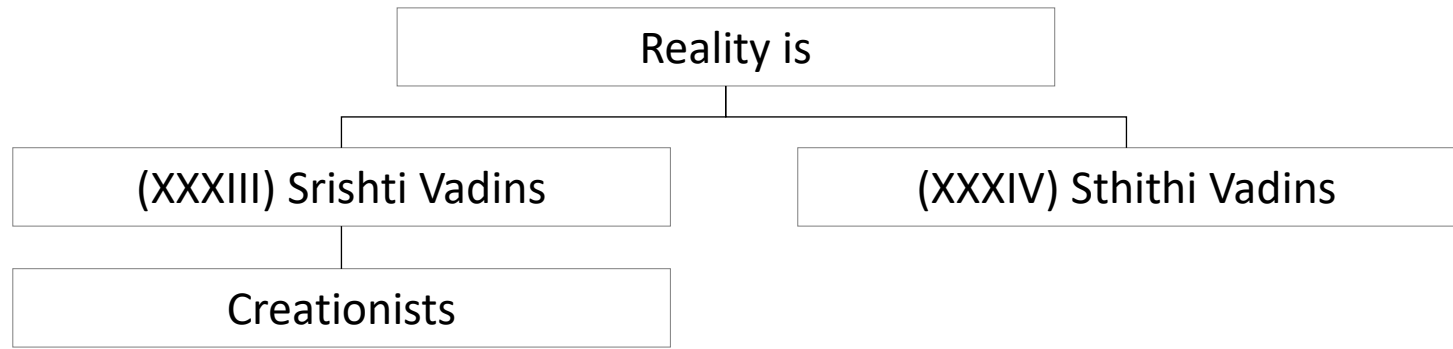 Reality is
(XXXIII) Srishti Vadins
(XXXIV) Sthithi Vadins
Creationists